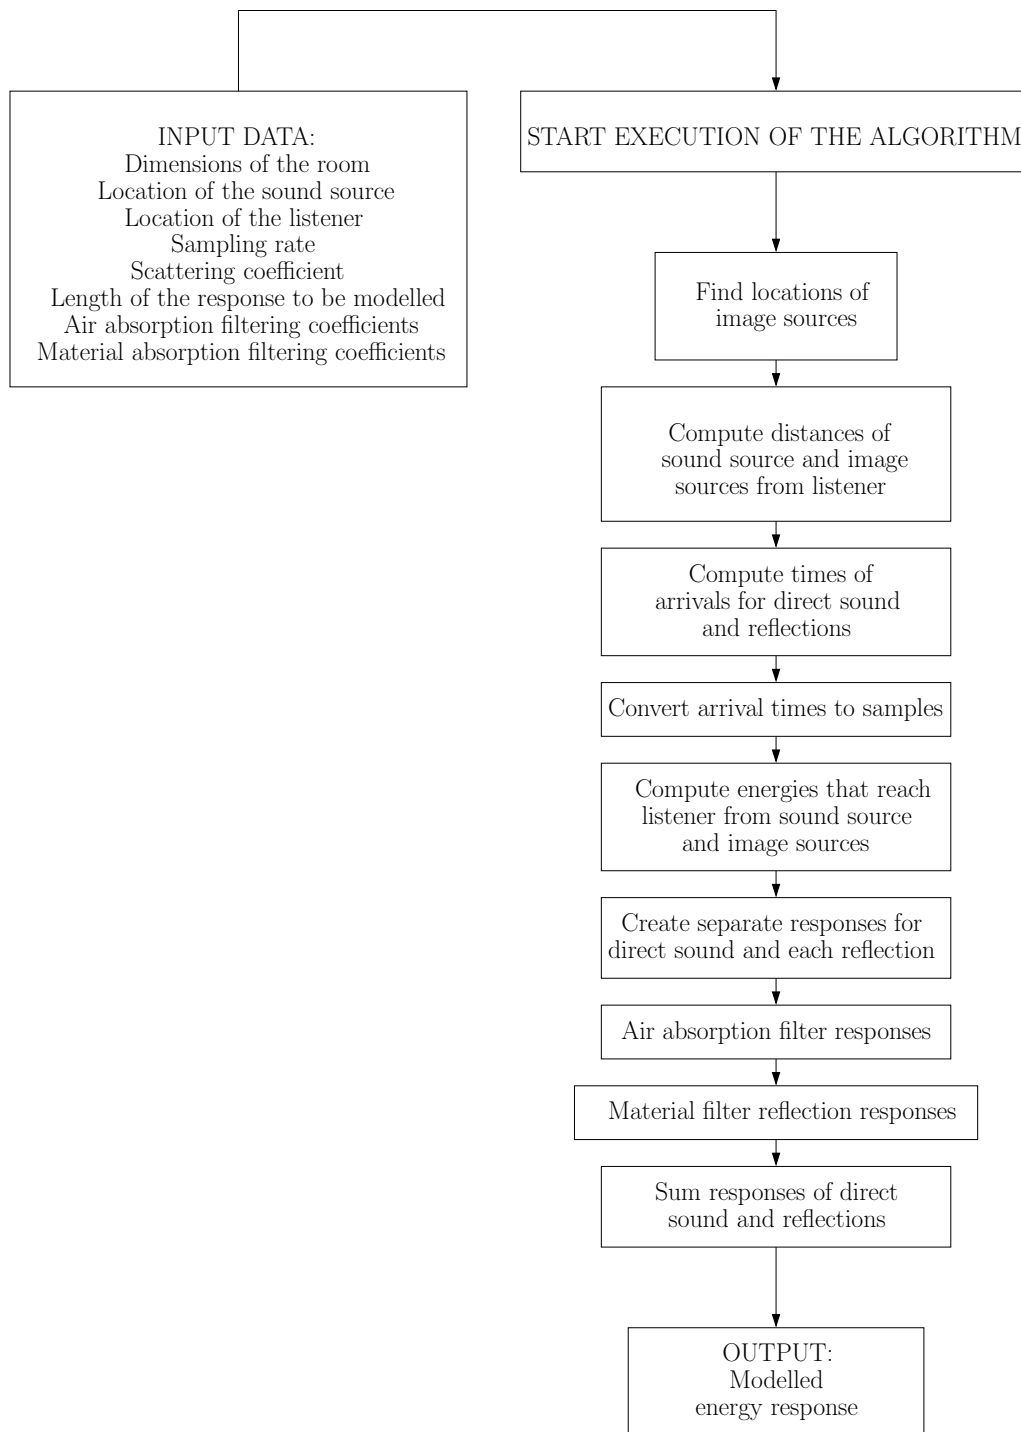 INPUT DATA:
Dimensions of the room
Location of the sound source
Location of the listener
Sampling rate
Scattering coefficient
Length of the response to be modelled
Air absorption filtering coefficients
Material absorption filtering coefficients
START EXECUTION OF THE ALGORITHM
Find locations of
image sources
Compute distances of
sound source and image
sources from listener
Compute times of
arrivals for direct sound
and reflections
Convert arrival times to samples
Compute energies that reach
listener from sound source
and image sources
Create separate responses for
direct sound and each reflection
Air absorption filter responses
Material filter reflection responses
Sum responses of direct
sound and reflections
OUTPUT:
Modelled
energy response